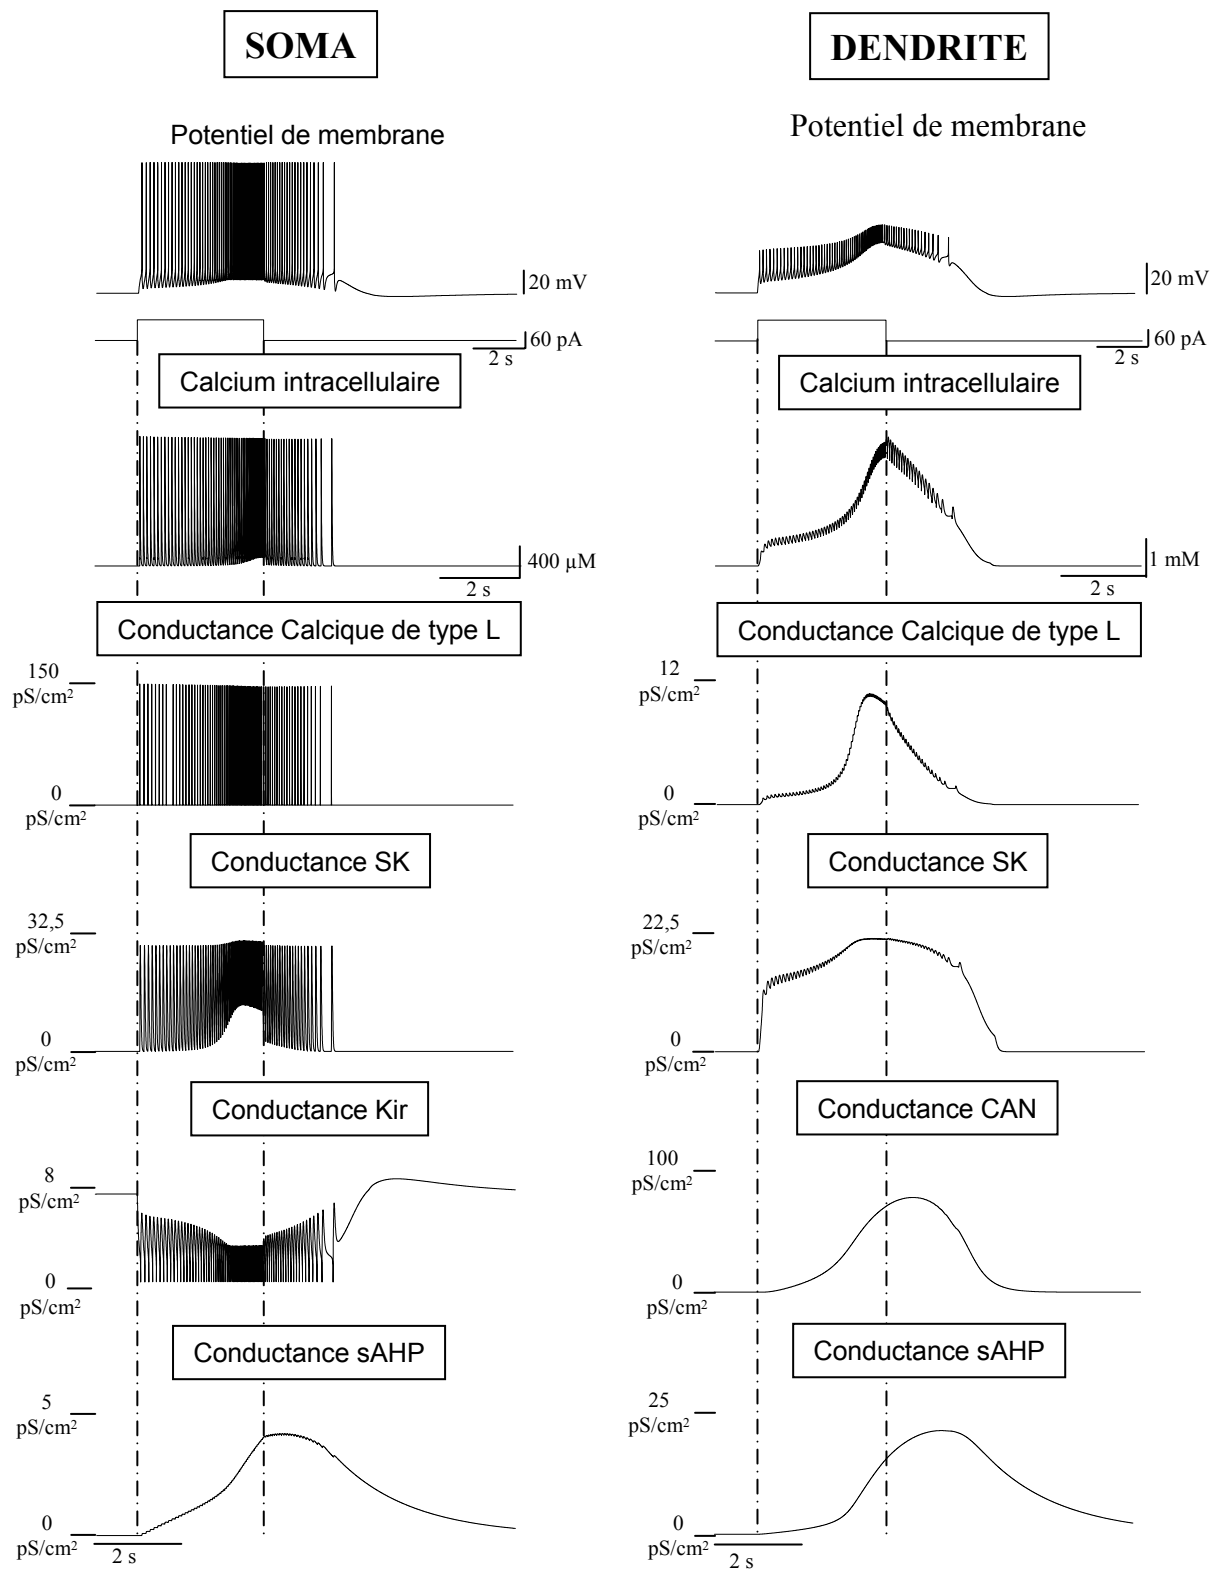 SOMA
Potentiel de membrane
20 mV
60 pA
2 s
Calcium intracellulaire
400 µM
2 s
Conductance Calcique de type L
150
pS/cm²
0
pS/cm²
Conductance SK
32,5
pS/cm²
0
pS/cm²
Conductance Kir
8
pS/cm²
0
pS/cm²
Conductance sAHP
5
pS/cm²
0
pS/cm²
2 s
DENDRITE
Potentiel de membrane
20 mV
60 pA
2 s
Calcium intracellulaire
1 mM
2 s
Conductance Calcique de type L
12
pS/cm²
0
pS/cm²
Conductance SK
22,5
pS/cm²
0
pS/cm²
Conductance CAN
100
pS/cm²
0
pS/cm²
Conductance sAHP
25
pS/cm²
0
pS/cm²
2 s